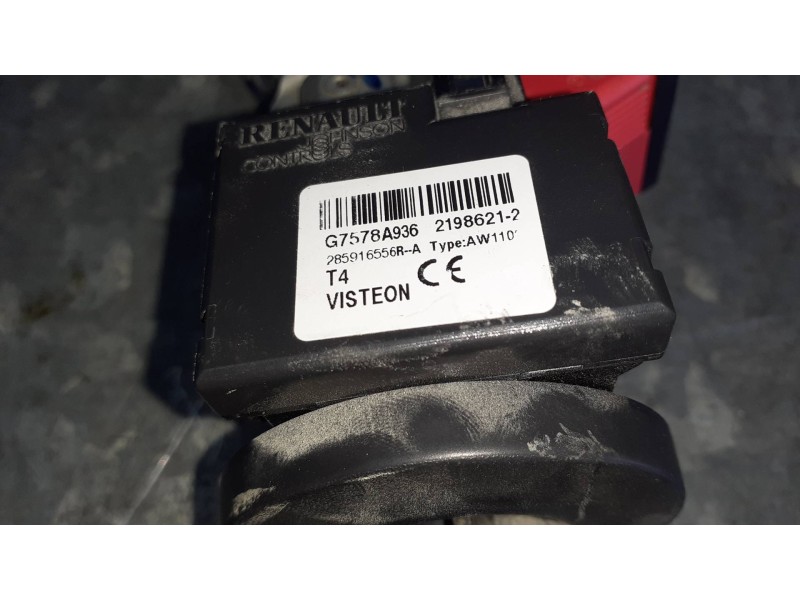 RENAULT
JOHNSON
CONTROLS
G7578A936 2198621-2
285916556R--A Type:AW110
T4
VISTEON CE